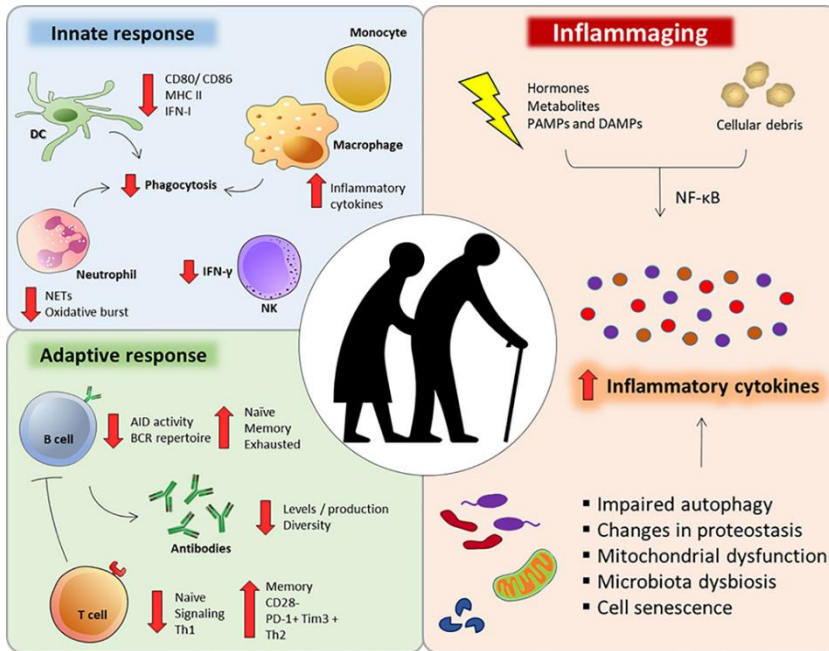 Innate response
Monocyte
CD80/ CD86
MHC II
IFN-I
DC
Macrophage
Phagocytosis
Inflammatory
cytokines
Neutrophil
IFN-γ
NETs
Oxidative burst
NK
Adaptive response
B cell
AID activity
BCR repertoire
Naïve
Memory
Exhausted
Levels / production
Diversity
Antibodies
T cell
Naive
Signaling
Th1
Memory
CD28-
PD-1+ Tim3 +
Th2
Inflammaging
Hormones
Metabolites
PAMPs and DAMPs
Cellular debris
NF-κB
Inflammatory cytokines
▪ Impaired autophagy
▪ Changes in proteostasis
▪ Mitochondrial dysfunction
▪ Microbiota dysbiosis
▪ Cell senescence